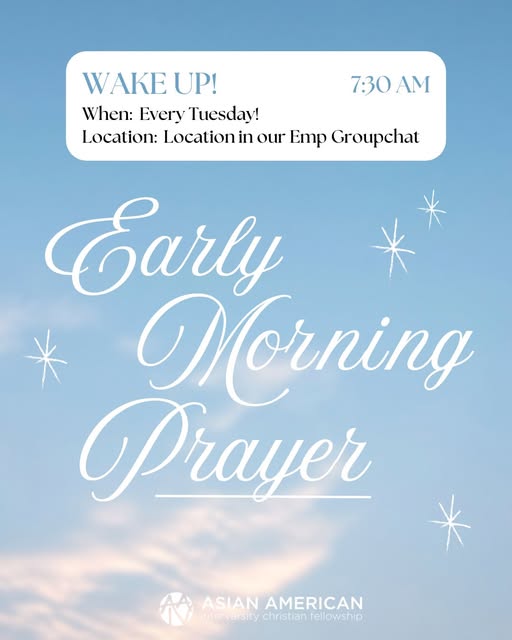 WAKE UP! 7:30 AM
When: Every Tuesday!
Location: Location in our Emp Groupchat
Early
Morning
Prayer
ASIAN AMERICAN
intervarsity christian fellowship